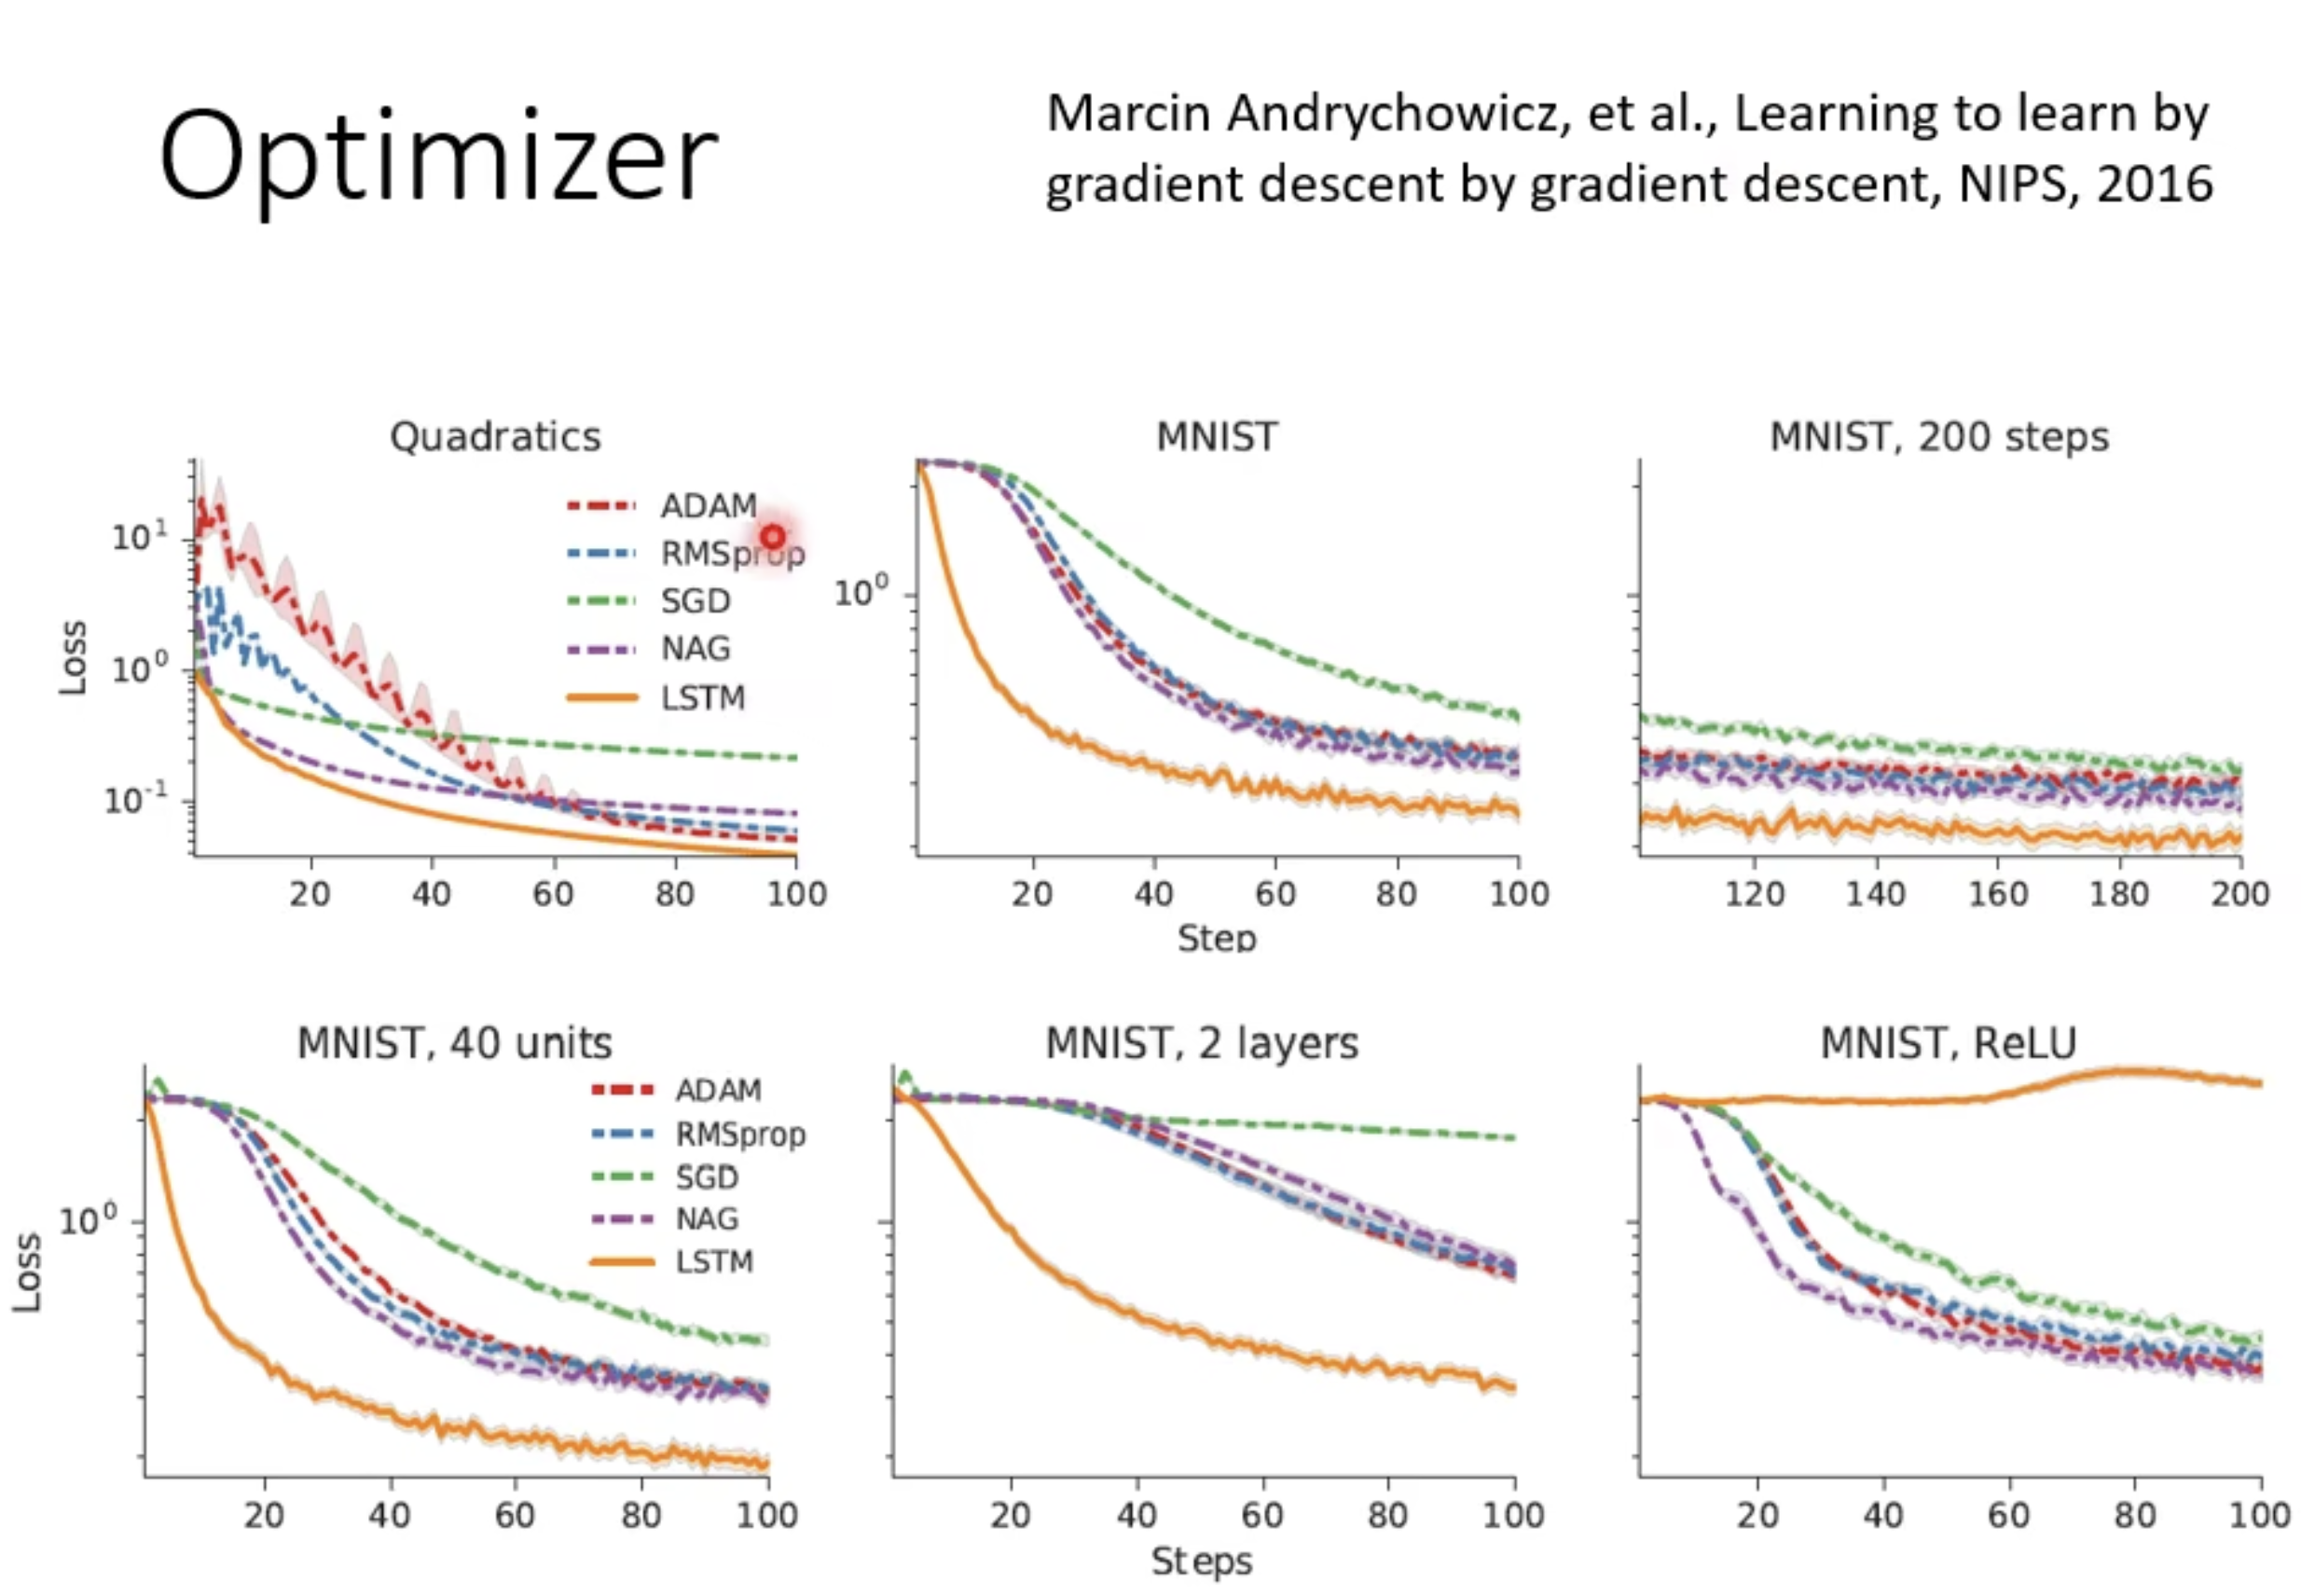 Optimizer
Marcin Andrychowicz, et al., Learning to learn by
gradient descent by gradient descent, NIPS, 2016
Quadratics
Loss
10¹
10⁰
10⁻¹
ADAM
RMSprop
SGD
NAG
LSTM
20 40 60 80 100
MNIST
10⁰
20 40 60 80 100
Step
MNIST, 200 steps
120 140 160 180 200
MNIST, 40 units
Loss
10⁰
ADAM
RMSprop
SGD
NAG
LSTM
20 40 60 80 100
MNIST, 2 layers
20 40 60 80 100
Steps
MNIST, ReLU
20 40 60 80 100